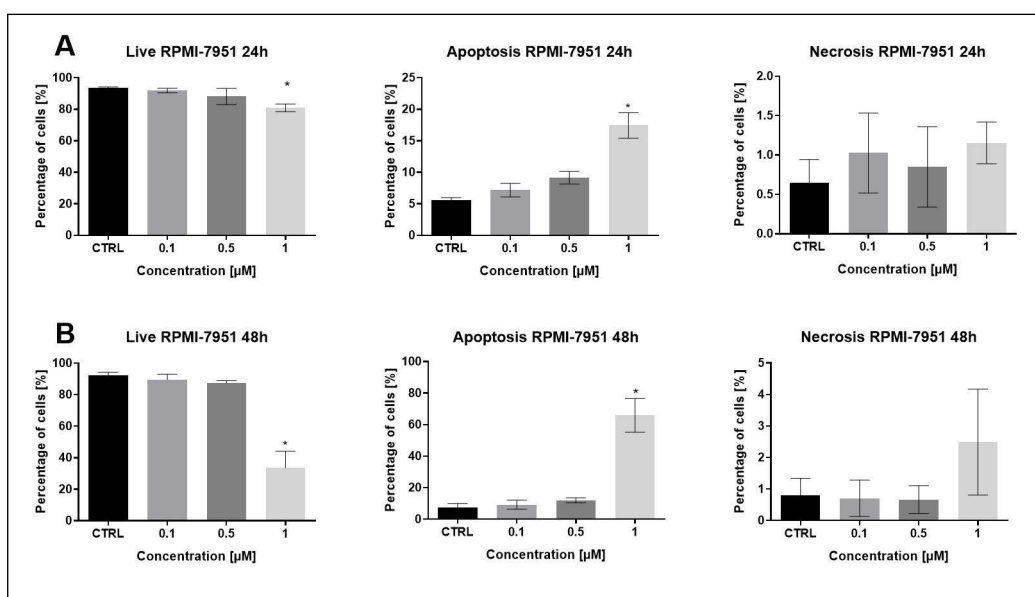 A
Live RPMI-7951 24h
Percentage of cells [%]
100
80
60
40
20
0
*
CTRL 0.1 0.5 1
Concentration [µM]
Apoptosis RPMI-7951 24h
Percentage of cells [%]
25
20
15
10
5
0
*
CTRL 0.1 0.5 1
Concentration [µM]
Necrosis RPMI-7951 24h
Percentage of cells [%]
2.0
1.5
1.0
0.5
0.0
CTRL 0.1 0.5 1
Concentration [µM]
B
Live RPMI-7951 48h
Percentage of cells [%]
100
80
60
40
20
0
*
CTRL 0.1 0.5 1
Concentration [µM]
Apoptosis RPMI-7951 48h
Percentage of cells [%]
100
80
60
40
20
0
*
CTRL 0.1 0.5 1
Concentration [µM]
Necrosis RPMI-7951 48h
Percentage of cells [%]
5
4
3
2
1
0
CTRL 0.1 0.5 1
Concentration [µM]